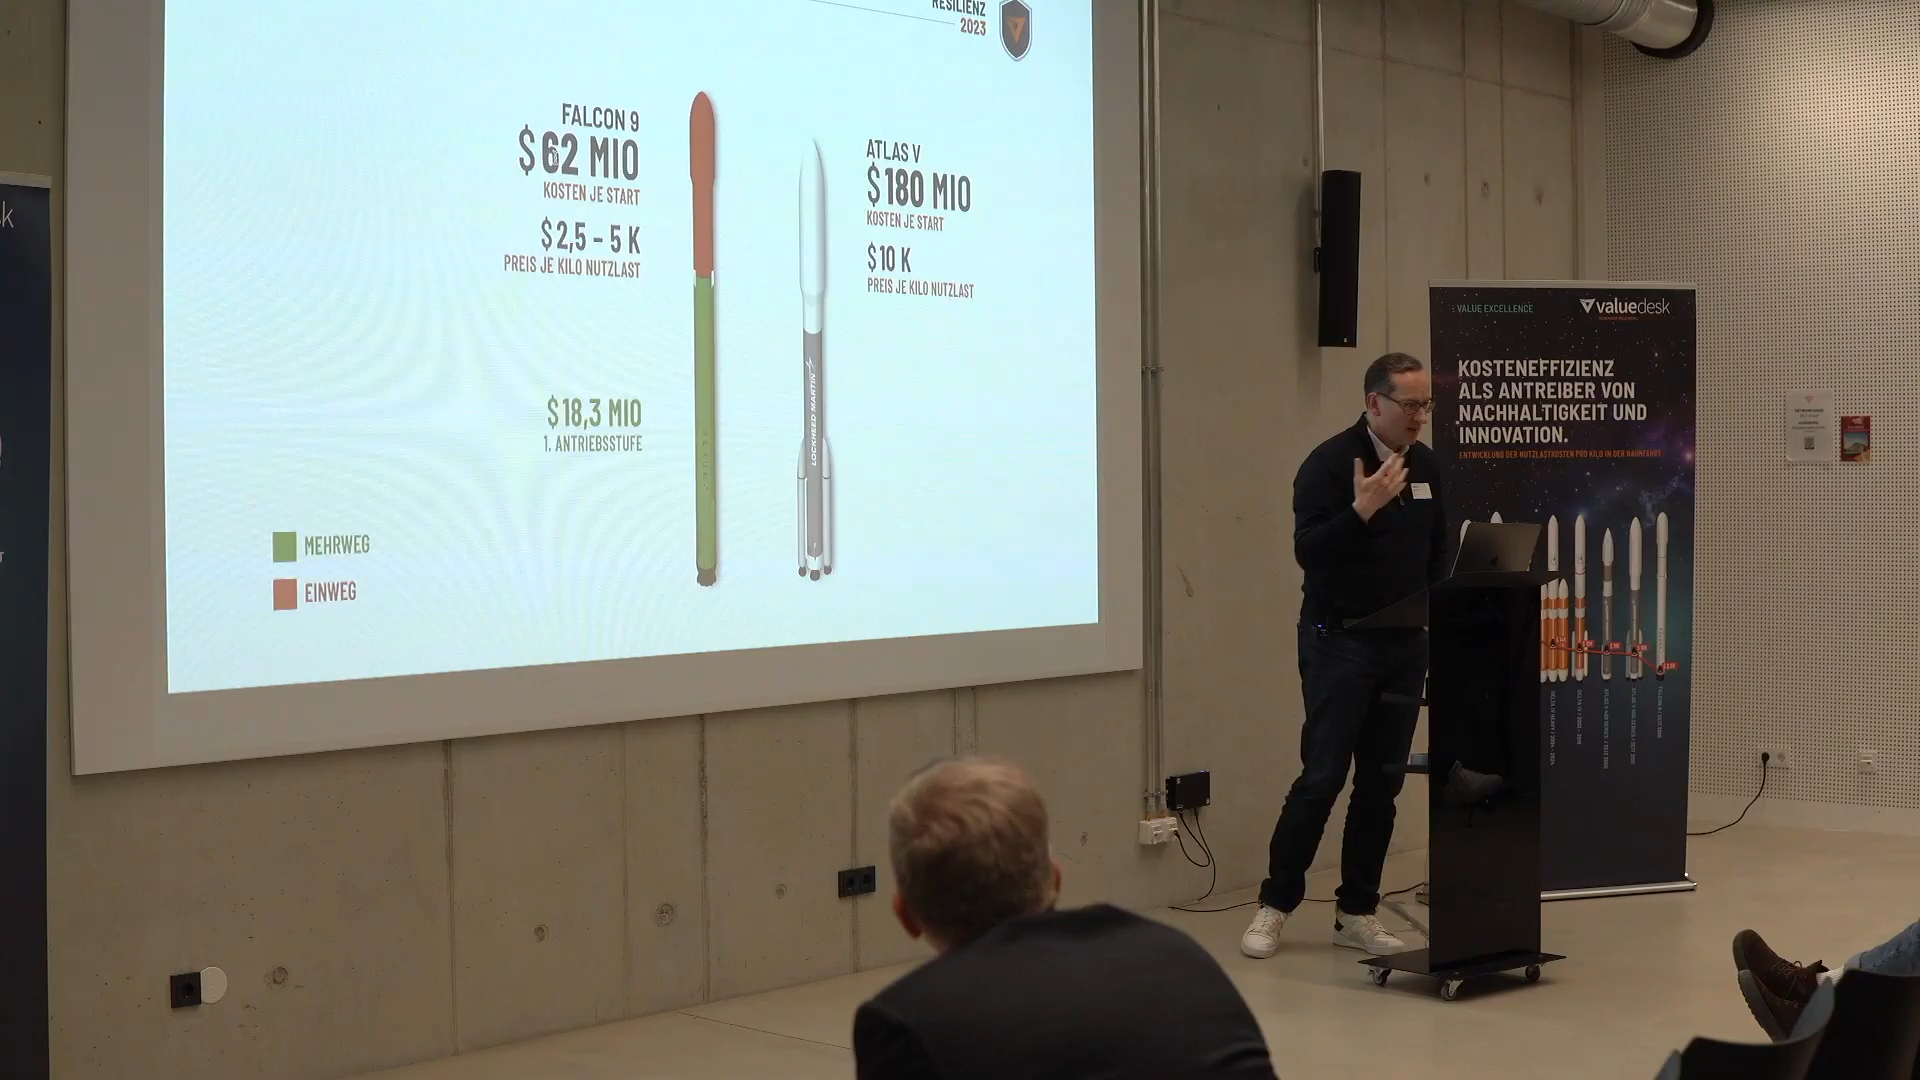 RESILIENZ
2023
FALCON 9
$62 MIO
KOSTEN JE START
$2,5 – 5 K
PREIS JE KILO NUTZLAST
$18,3 MIO
1. ANTRIEBSSTUFE
MEHRWEG
EINWEG
LOCKHEED MARTIN
ATLAS V
$180 MIO
KOSTEN JE START
$10 K
PREIS JE KILO NUTZLAST
sk
: VALUE EXCELLENCE
valuedesk
KOSTENEFFIZIENZ
ALS ANTREIBER VON
NACHHALTIGKEIT UND
INNOVATION.
ENTWICKLUNG DER NUTZLASTKOSTEN PRO KILO IN DER RAUMFAHRT